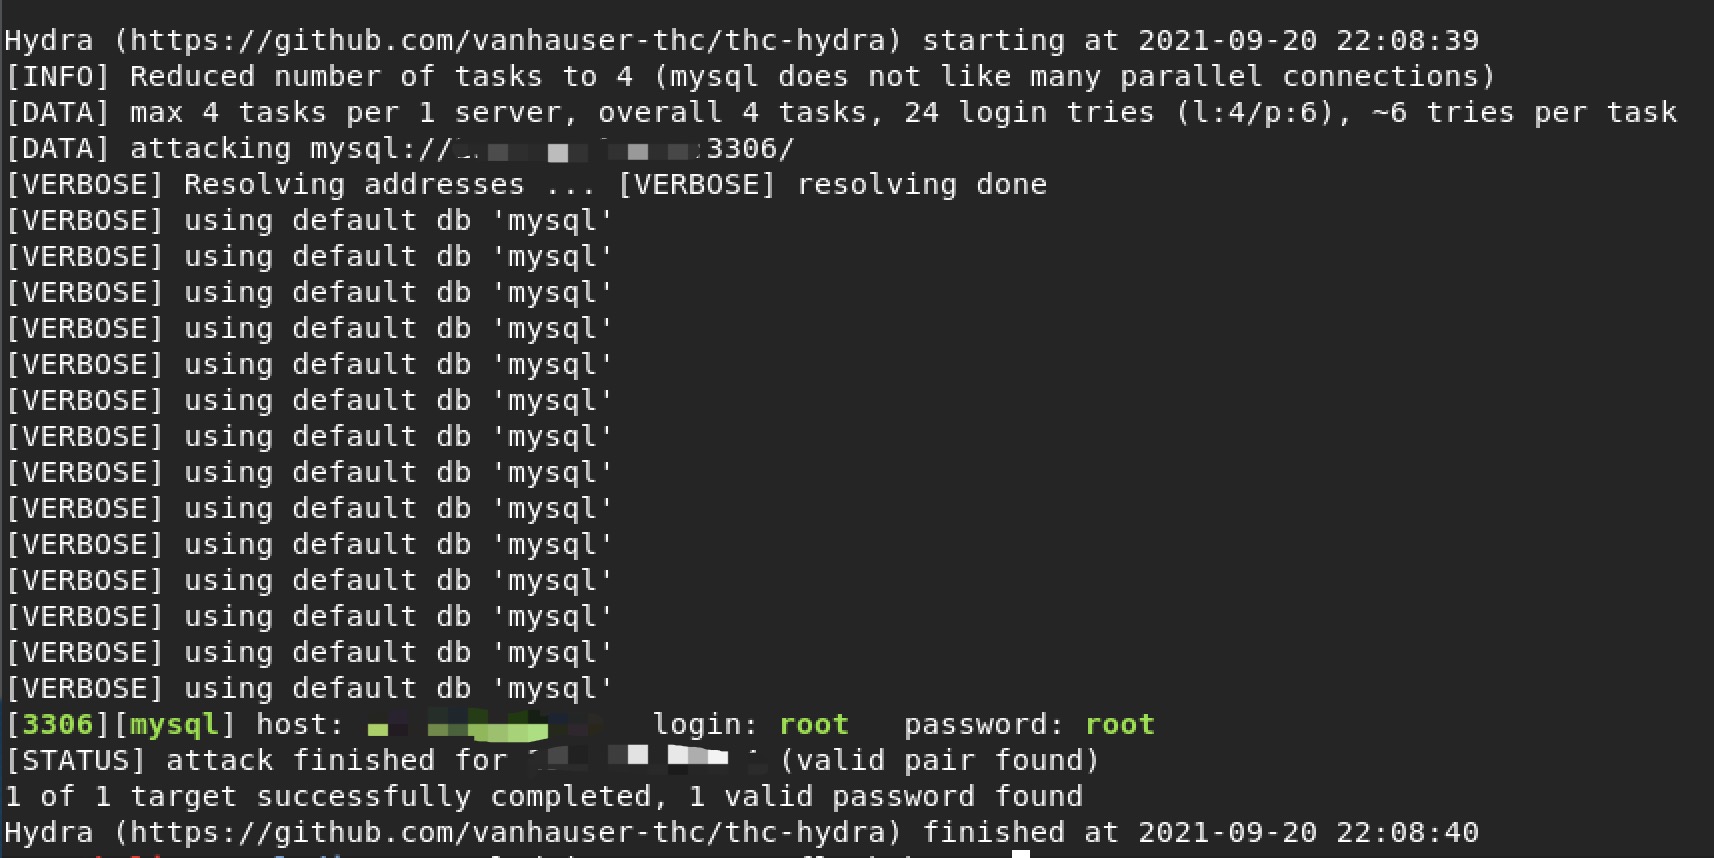 Hydra (https://github.com/vanhauser-thc/thc-hydra) starting at 2021-09-20 22:08:39
[INFO] Reduced number of tasks to 4 (mysql does not like many parallel connections)
[DATA] max 4 tasks per 1 server, overall 4 tasks, 24 login tries (l:4/p:6), ~6 tries per task
[DATA] attacking mysql:// :3306/
[VERBOSE] Resolving addresses ... [VERBOSE] resolving done
[VERBOSE] using default db 'mysql'
[VERBOSE] using default db 'mysql'
[VERBOSE] using default db 'mysql'
[VERBOSE] using default db 'mysql'
[VERBOSE] using default db 'mysql'
[VERBOSE] using default db 'mysql'
[VERBOSE] using default db 'mysql'
[VERBOSE] using default db 'mysql'
[VERBOSE] using default db 'mysql'
[VERBOSE] using default db 'mysql'
[VERBOSE] using default db 'mysql'
[VERBOSE] using default db 'mysql'
[VERBOSE] using default db 'mysql'
[VERBOSE] using default db 'mysql'
[3306][mysql] host: login: root password: root
[STATUS] attack finished for (valid pair found)
1 of 1 target successfully completed, 1 valid password found
Hydra (https://github.com/vanhauser-thc/thc-hydra) finished at 2021-09-20 22:08:40